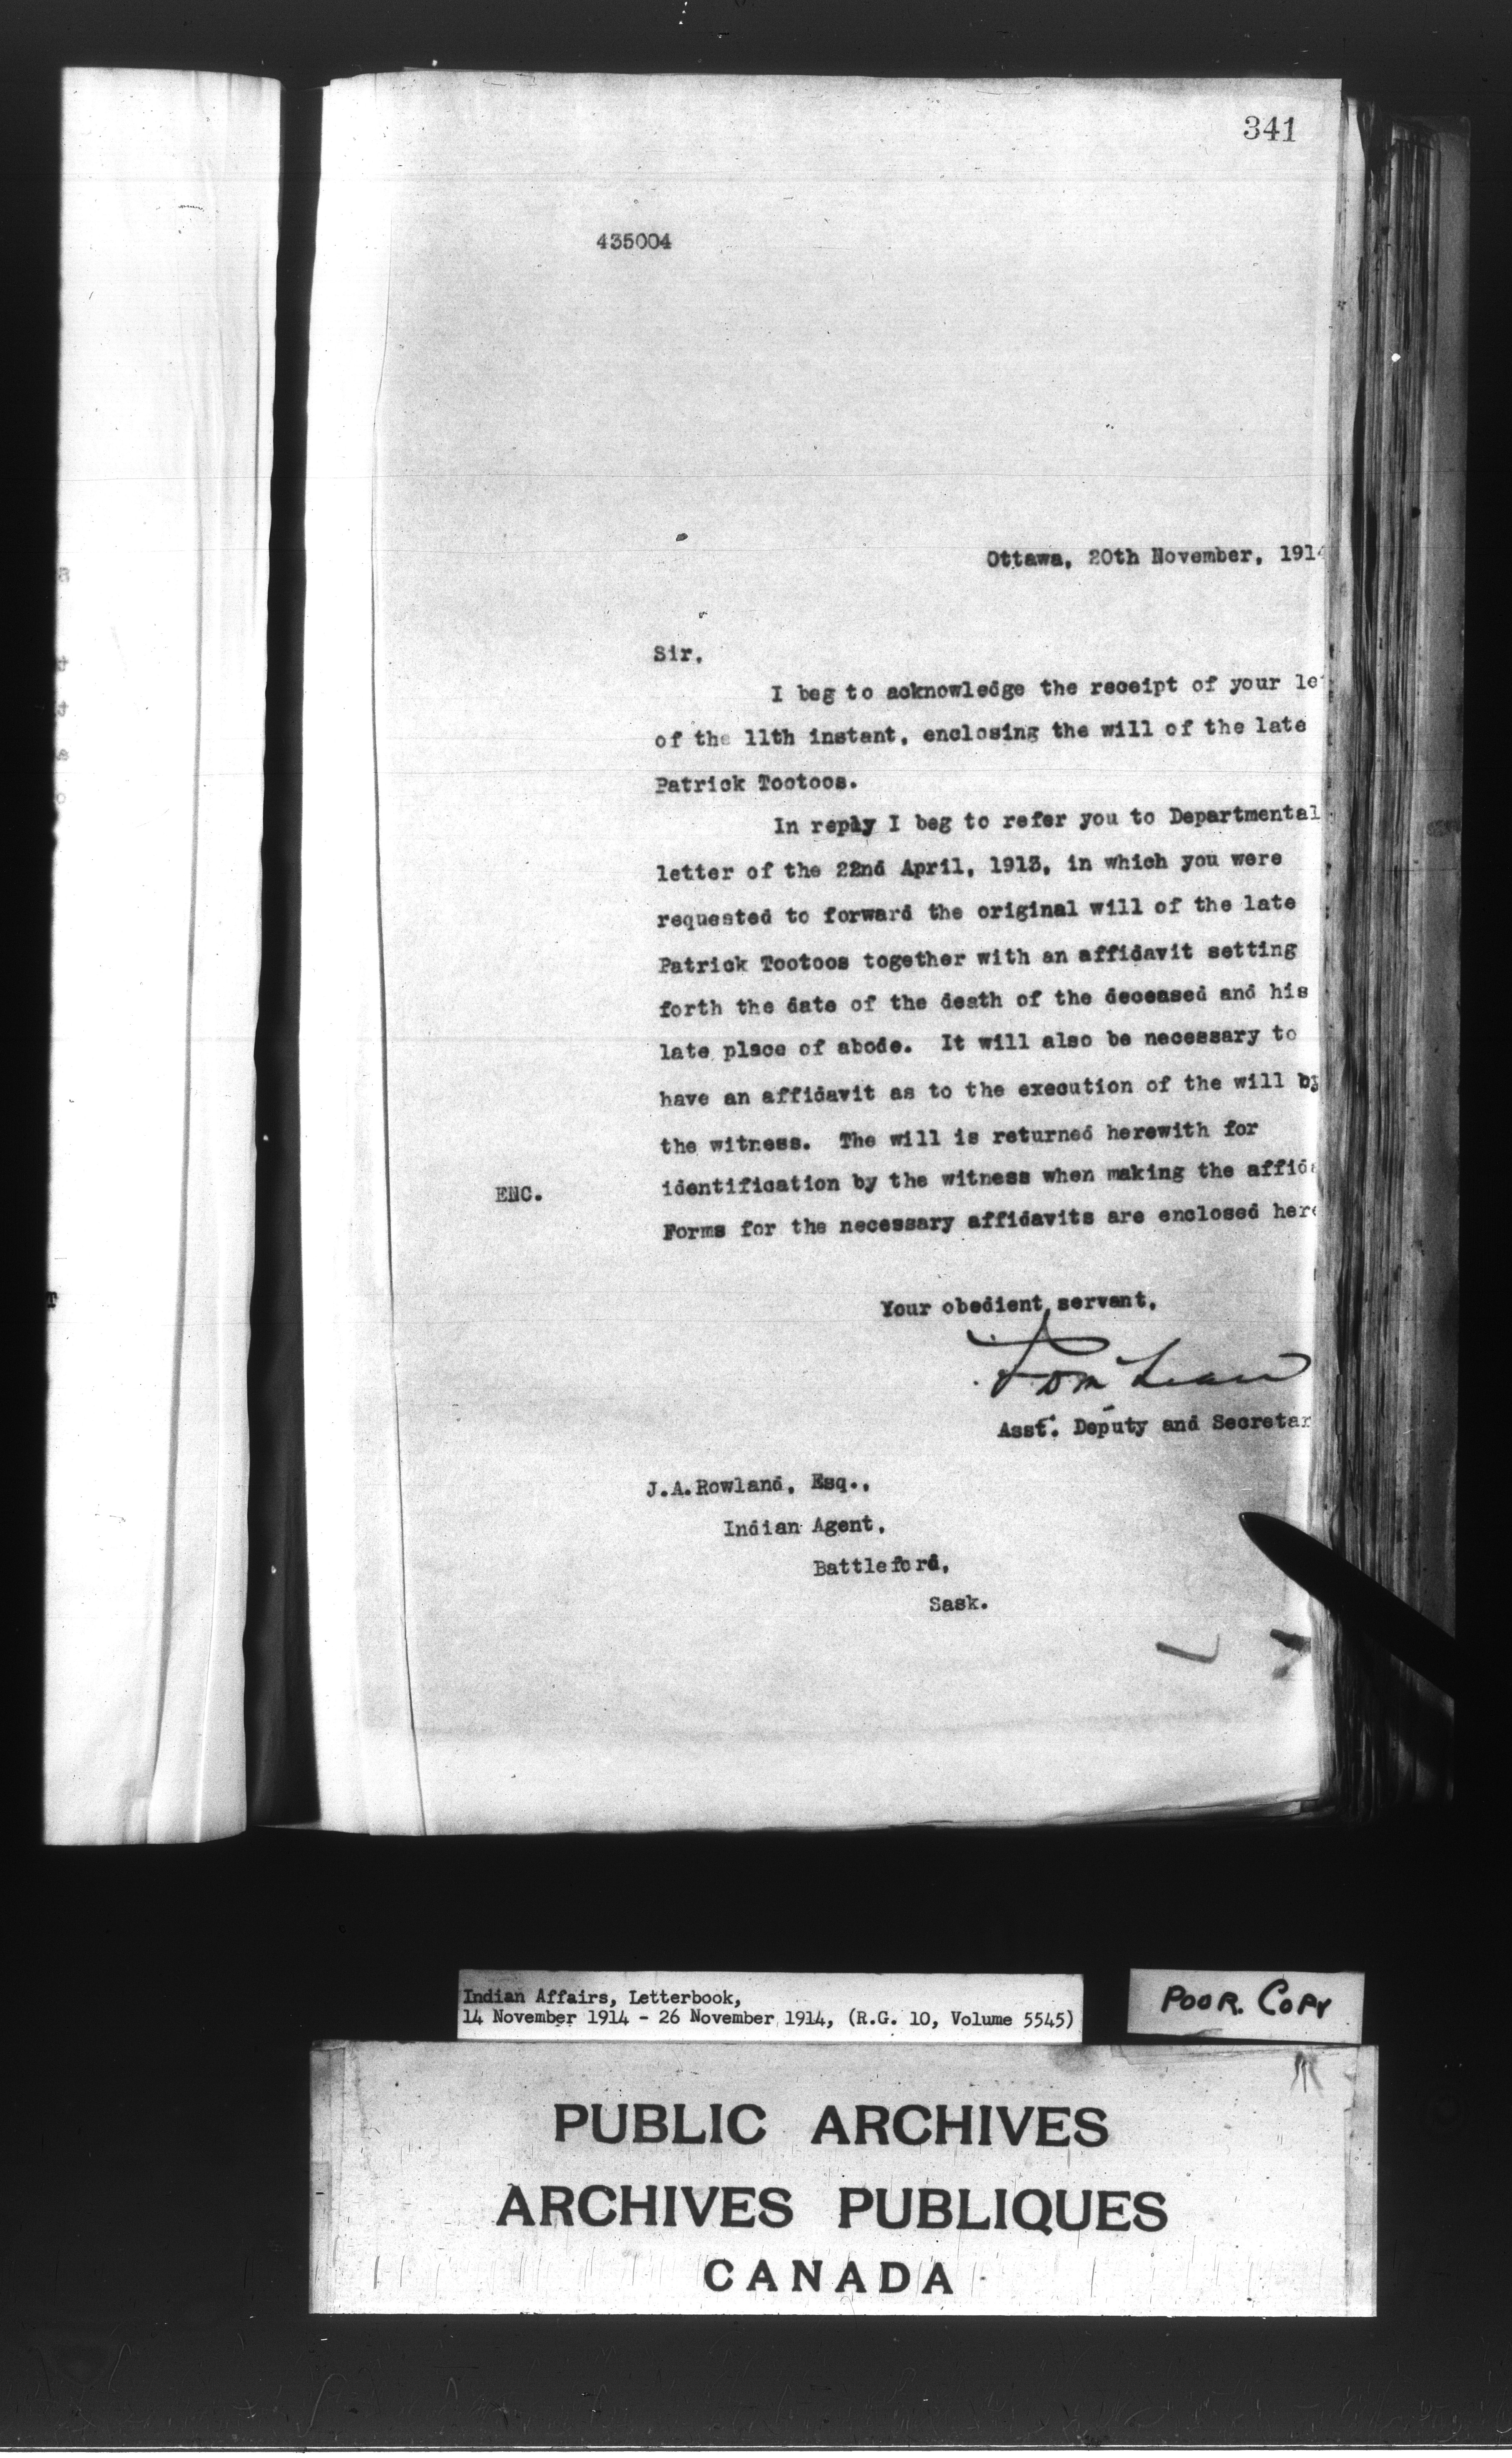 341
435004
Ottawa, 20th November, 1914
Sir,
I beg to acknowledge the receipt of your le
of the 11th instant, enclosing the will of the late
Patrick Tootoos.
In reply I beg to refer you to Departmental
letter of the 22nd April, 1913, in which you were
requested to forward the original will of the late
Patrick Tootoos together with an affidavit setting
forth the date of the death of the deceased and his
late place of abode. It will also be necessary to
have an affidavit as to the execution of the will by
the witness. The will is returned herewith for
identification by the witness when making the affida
ENC.
Forms for the necessary affidavits are enclosed here
Your obedient servant,
Asst. Deputy and Secretar
J.A.Rowland, Esq.,
Indian Agent,
Battleford,
Sask.
Indian Affairs, Letterbook,
14 November 1914 - 26 November 1914, (R.G. 10, Volume 5545)
POOR. COPY
PUBLIC ARCHIVES
ARCHIVES PUBLIQUES
CANADA